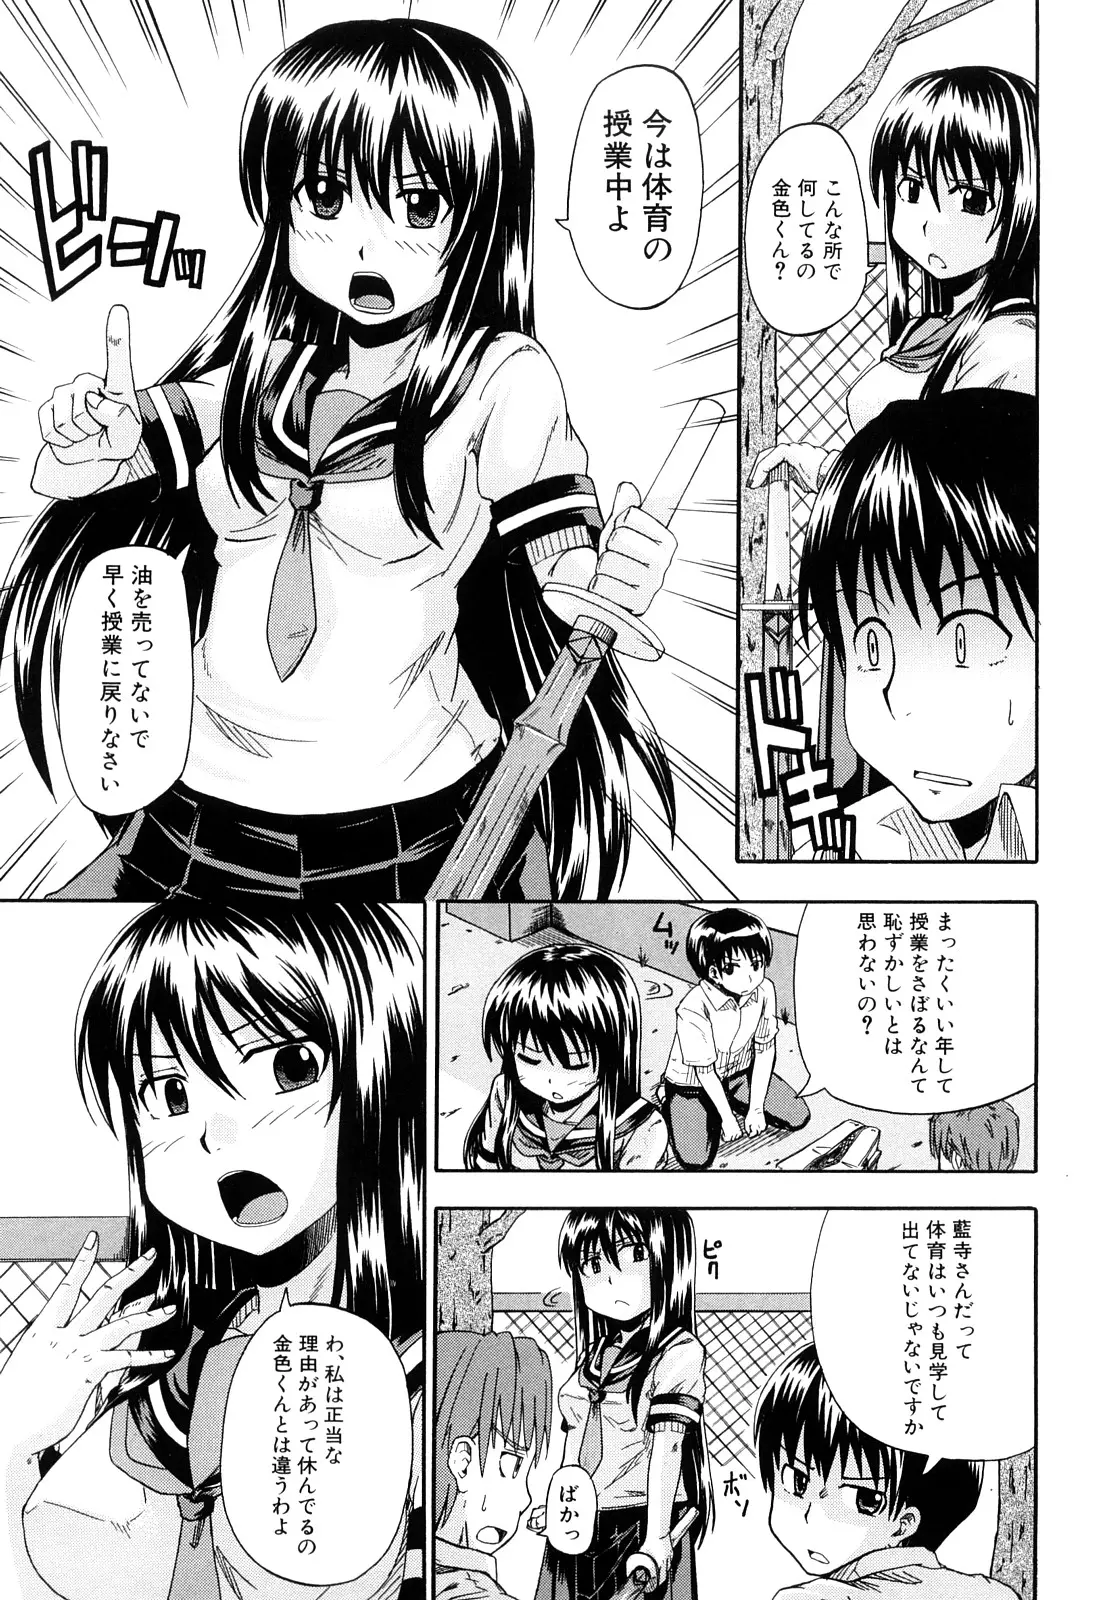 こんな所で
何してるの
金色くん?
ドキッ
今は体育の
授業中よ
ビシッ
油を売ってないで
早く授業に戻りなさい
まったくいい年して
授業をさぼるなんて
恥ずかしいとは
思わないの?
ムッ
藍寺さんだって
体育はいつも見学して
出てないじゃないですか
ボソ
ピク
ばかっ
わ、私は正当な
理由があって休んでるの
金色くんとは違うわよ